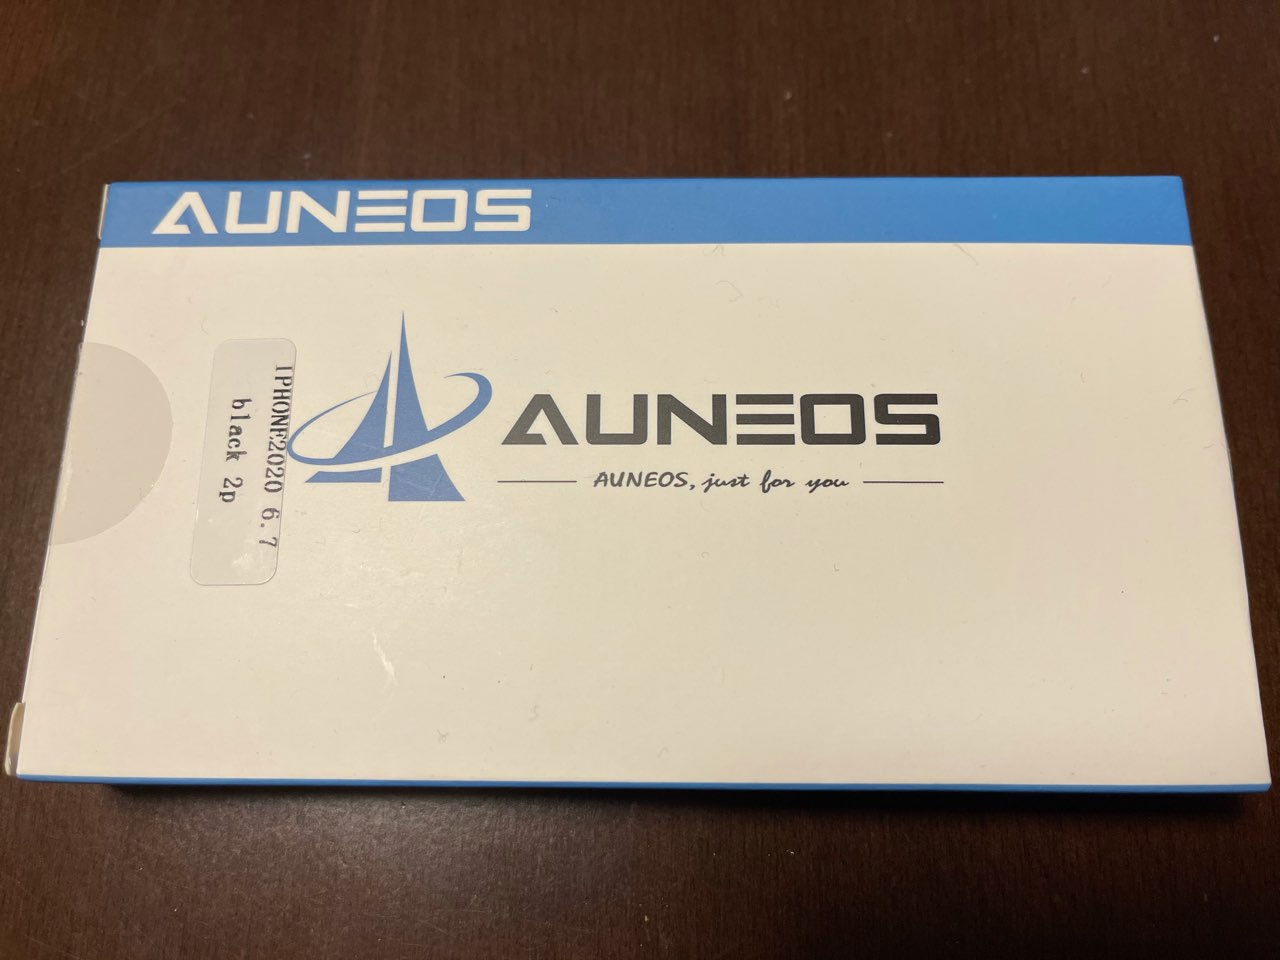 AUNEOS
AUNEOS
AUNEOS, just for you
IPHONE2020 6.7
black 2p